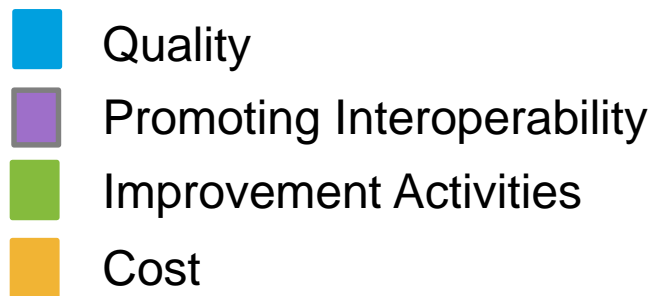 Quality
Promoting Interoperability
Improvement Activities
Cost